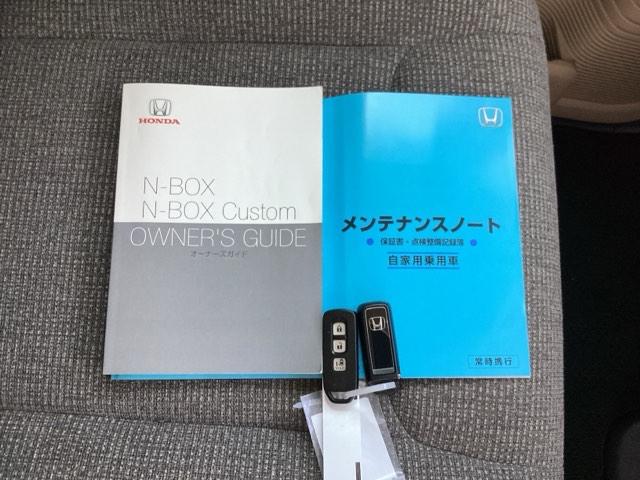 HONDA
N-BOX
N-BOX Custom
OWNER'S GUIDE
オーナーズガイド
メンテナンスノート
保証書・点検整備記録簿
自家用乗用車
常時携行